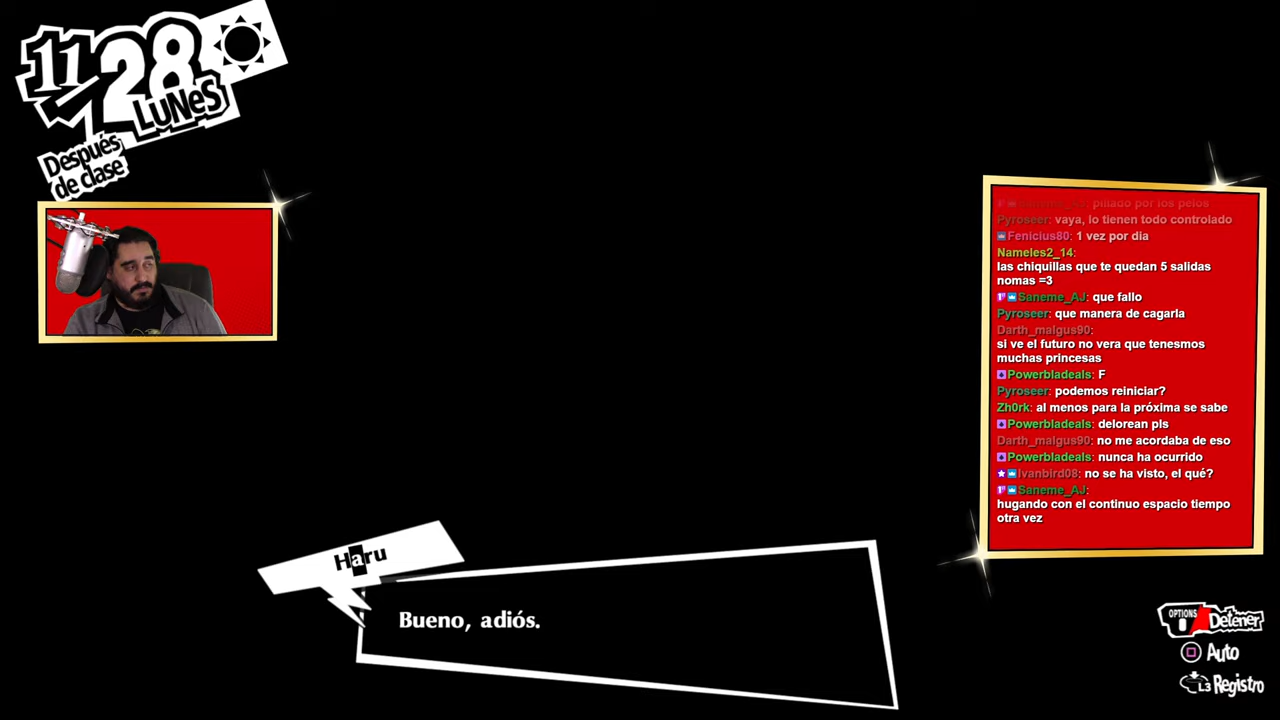 11/28
LUNeS
Después
de clase
Saneme_AJ: pillado por los pelos
Pyroseer: vaya, lo tienen todo controlado
Fenicius80: 1 vez por dia
Nameles2_14:
las chiquillas que te quedan 5 salidas
nomas =3
Saneme_AJ: que fallo
Pyroseer: que manera de cagarla
Darth_malgus90:
si ve el futuro no vera que tenesmos
muchas princesas
Powerbladeals: F
Pyroseer: podemos reiniciar?
Zh0rk: al menos para la próxima se sabe
Powerbladeals: delorean pls
Darth_malgus90: no me acordaba de eso
Powerbladeals: nunca ha ocurrido
Ivanbird08: no se ha visto, el qué?
Saneme_AJ:
hugando con el continuo espacio tiempo
otra vez
Haru
Bueno, adiós.
OPTIONS Detener
Auto
L3 Registro